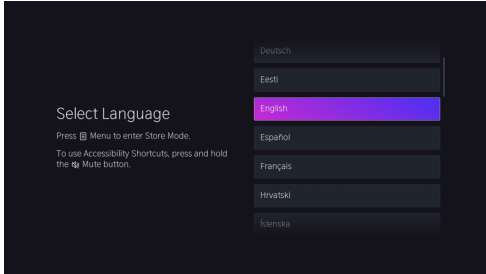 Select Language
Press Menu to enter Store Mode.
To use Accessibility Shortcuts, press and hold
the Mute button.
Deutsch
Eesti
English
Español
Français
Hrvatski
Íslenska